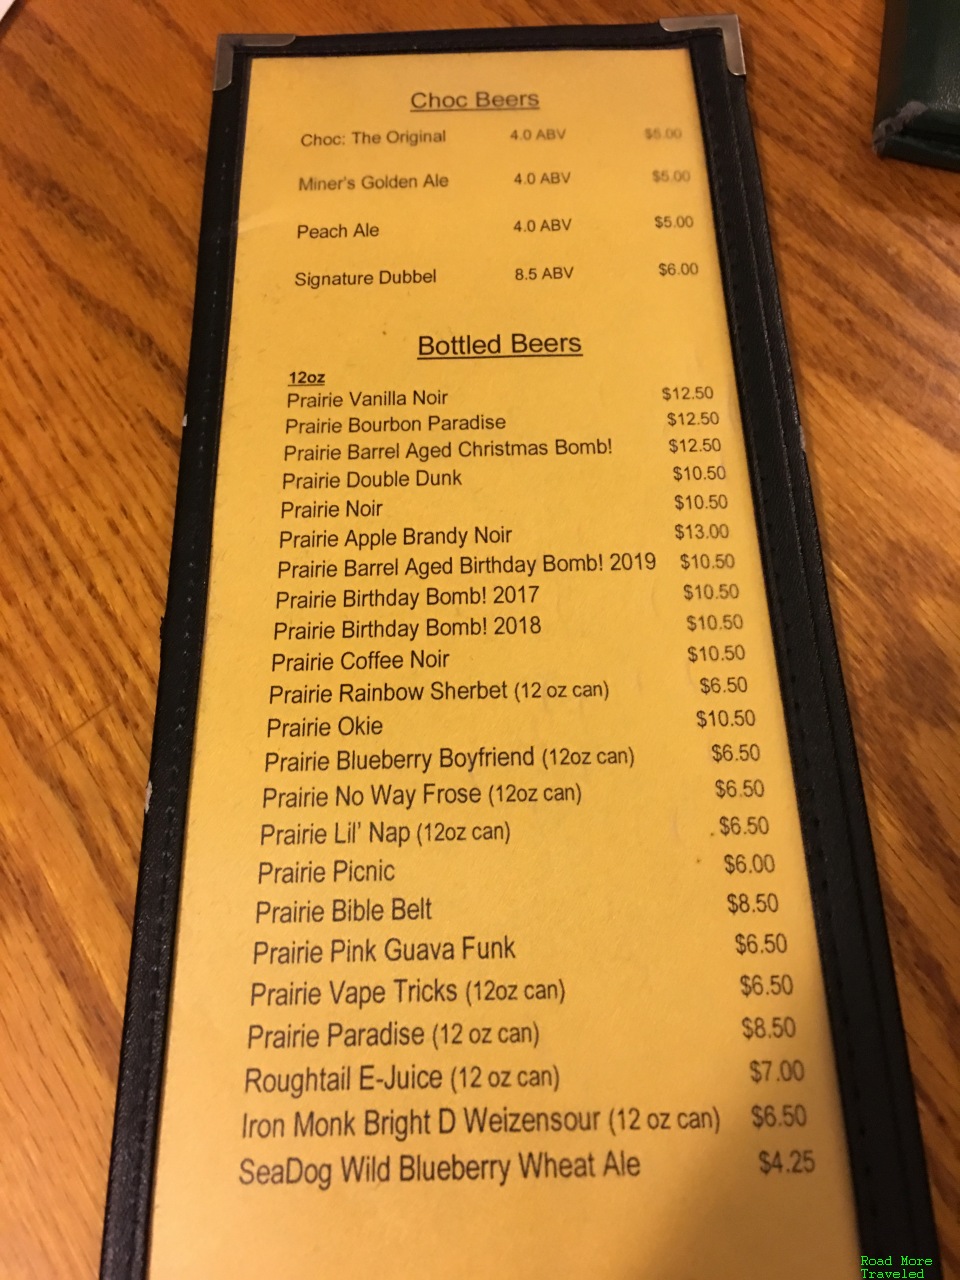 Choc Beers
Choc: The Original 4.0 ABV $5.00
Miner's Golden Ale 4.0 ABV $5.00
Peach Ale 4.0 ABV $5.00
Signature Dubbel 8.5 ABV $6.00
Bottled Beers
12oz
Prairie Vanilla Noir $12.50
Prairie Bourbon Paradise $12.50
Prairie Barrel Aged Christmas Bomb! $12.50
Prairie Double Dunk $10.50
Prairie Noir $10.50
Prairie Apple Brandy Noir $13.00
Prairie Barrel Aged Birthday Bomb! 2019 $10.50
Prairie Birthday Bomb! 2017 $10.50
Prairie Birthday Bomb! 2018 $10.50
Prairie Coffee Noir $10.50
Prairie Rainbow Sherbet (12 oz can) $6.50
Prairie Okie $10.50
Prairie Blueberry Boyfriend (12oz can) $6.50
Prairie No Way Frose (12oz can) $6.50
Prairie Lil' Nap (12oz can) $6.50
Prairie Picnic $6.00
Prairie Bible Belt $8.50
Prairie Pink Guava Funk $6.50
Prairie Vape Tricks (12oz can) $6.50
Prairie Paradise (12 oz can) $8.50
Roughtail E-Juice (12 oz can) $7.00
Iron Monk Bright D Weizensour (12 oz can) $6.50
SeaDog Wild Blueberry Wheat Ale $4.25
Road More
Traveled